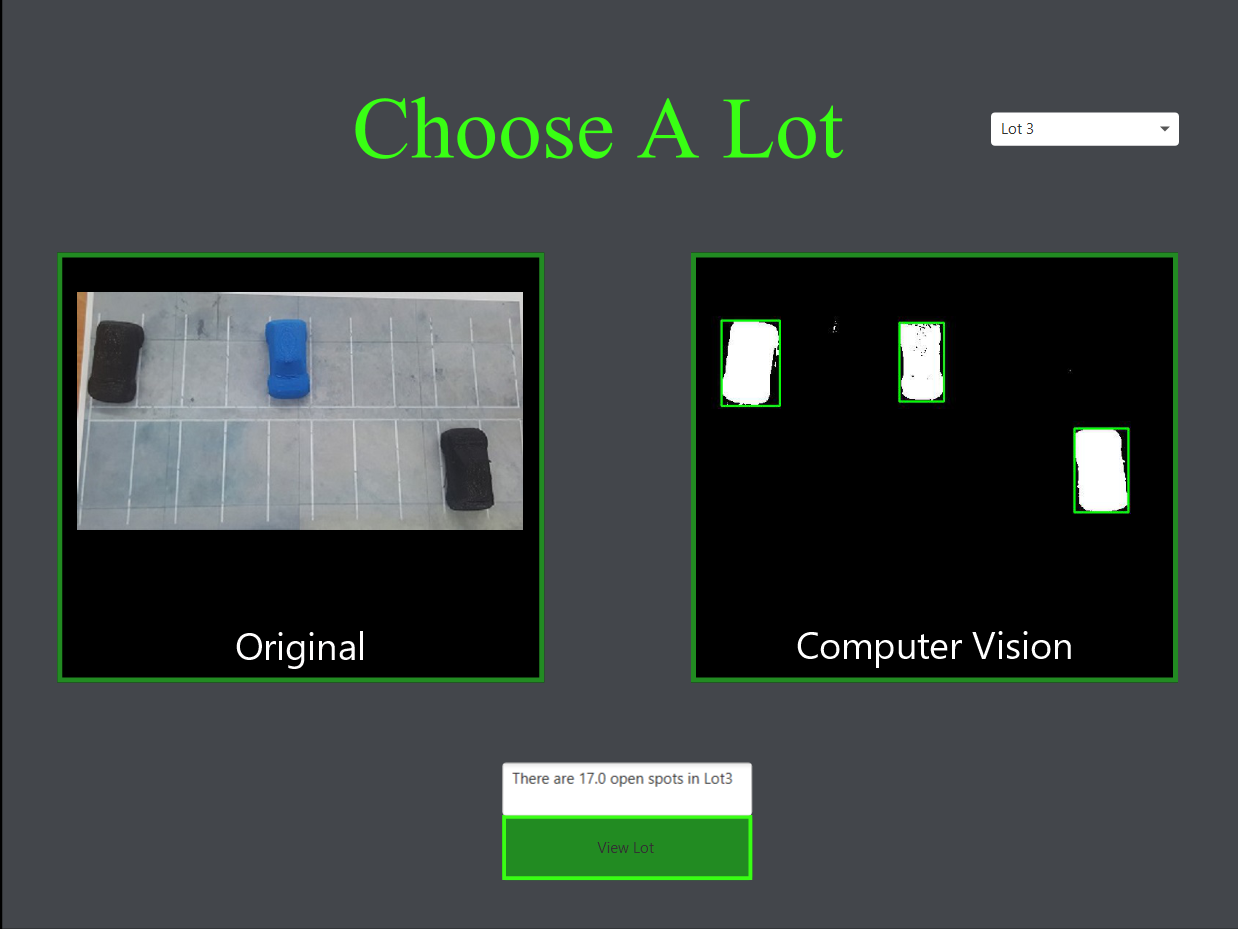 Choose A Lot
Lot 3
Original
Computer Vision
There are 17.0 open spots in Lot3
View Lot